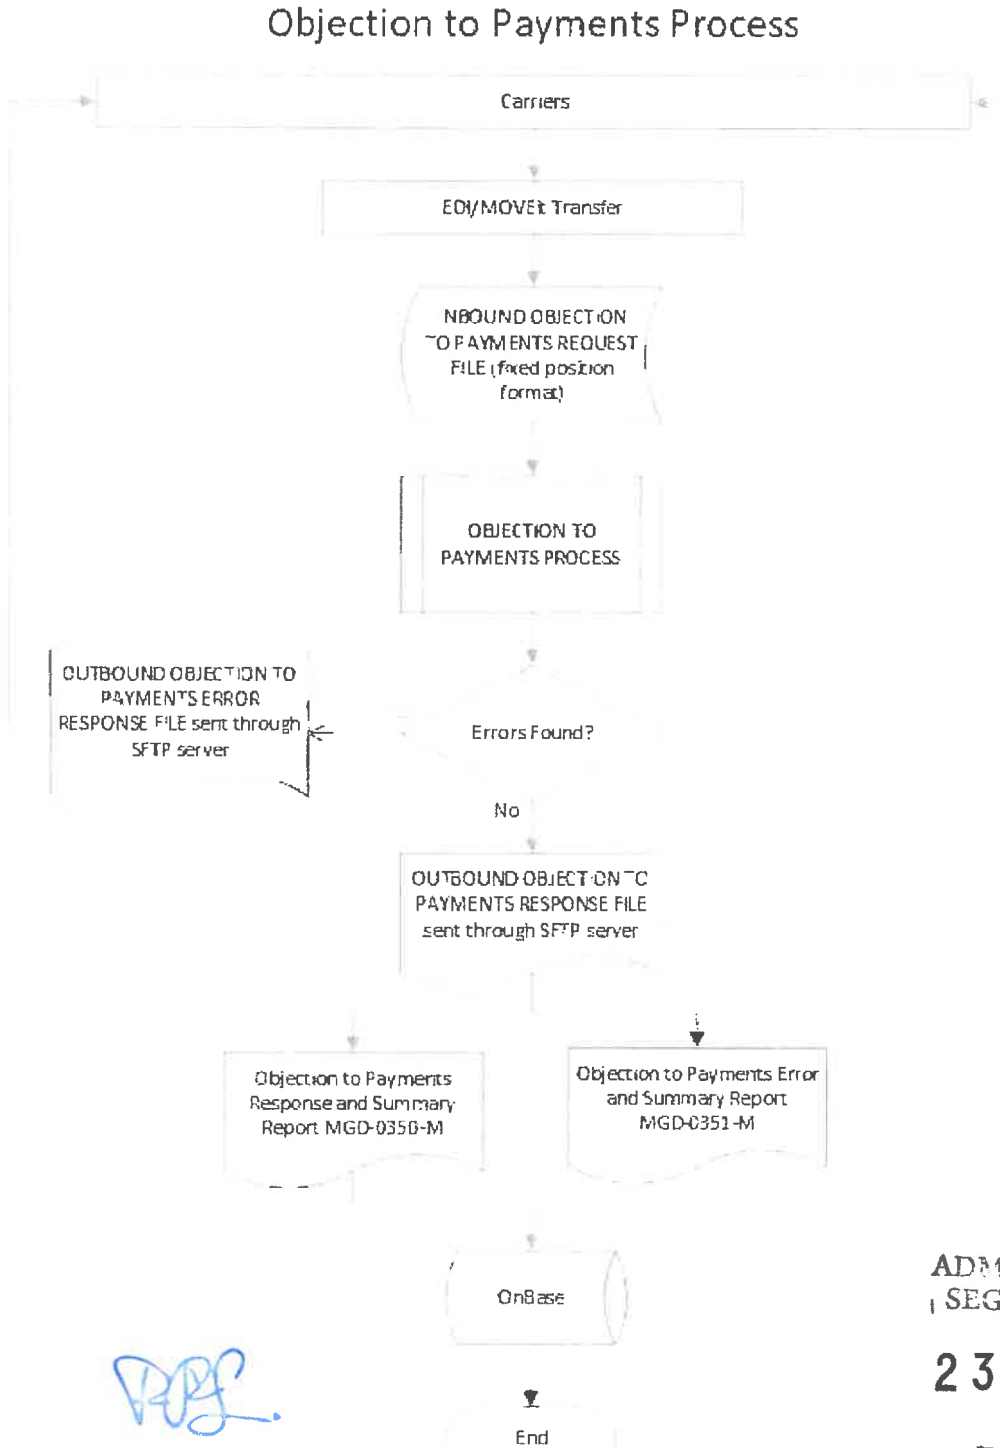 Objection to Payments Process
Carriers
EDI/MOVEit Transfer
NBOUND OBJECTION
TO PAYMENTS REQUEST
FILE (fixed position
format)
OBJECTION TO
PAYMENTS PROCESS
OUTBOUND OBJECTION TO
PAYMENTS ERROR
RESPONSE FILE sent through
SFTP server
Errors Found?
No
OUTBOUND OBJECTION TO
PAYMENTS RESPONSE FILE
sent through SFTP server
Objection to Payments
Response and Summary
Report MGD-0350-M
Objection to Payments Error
and Summary Report
MGD-0351-M
OnBase
ADM
SEG
23
End